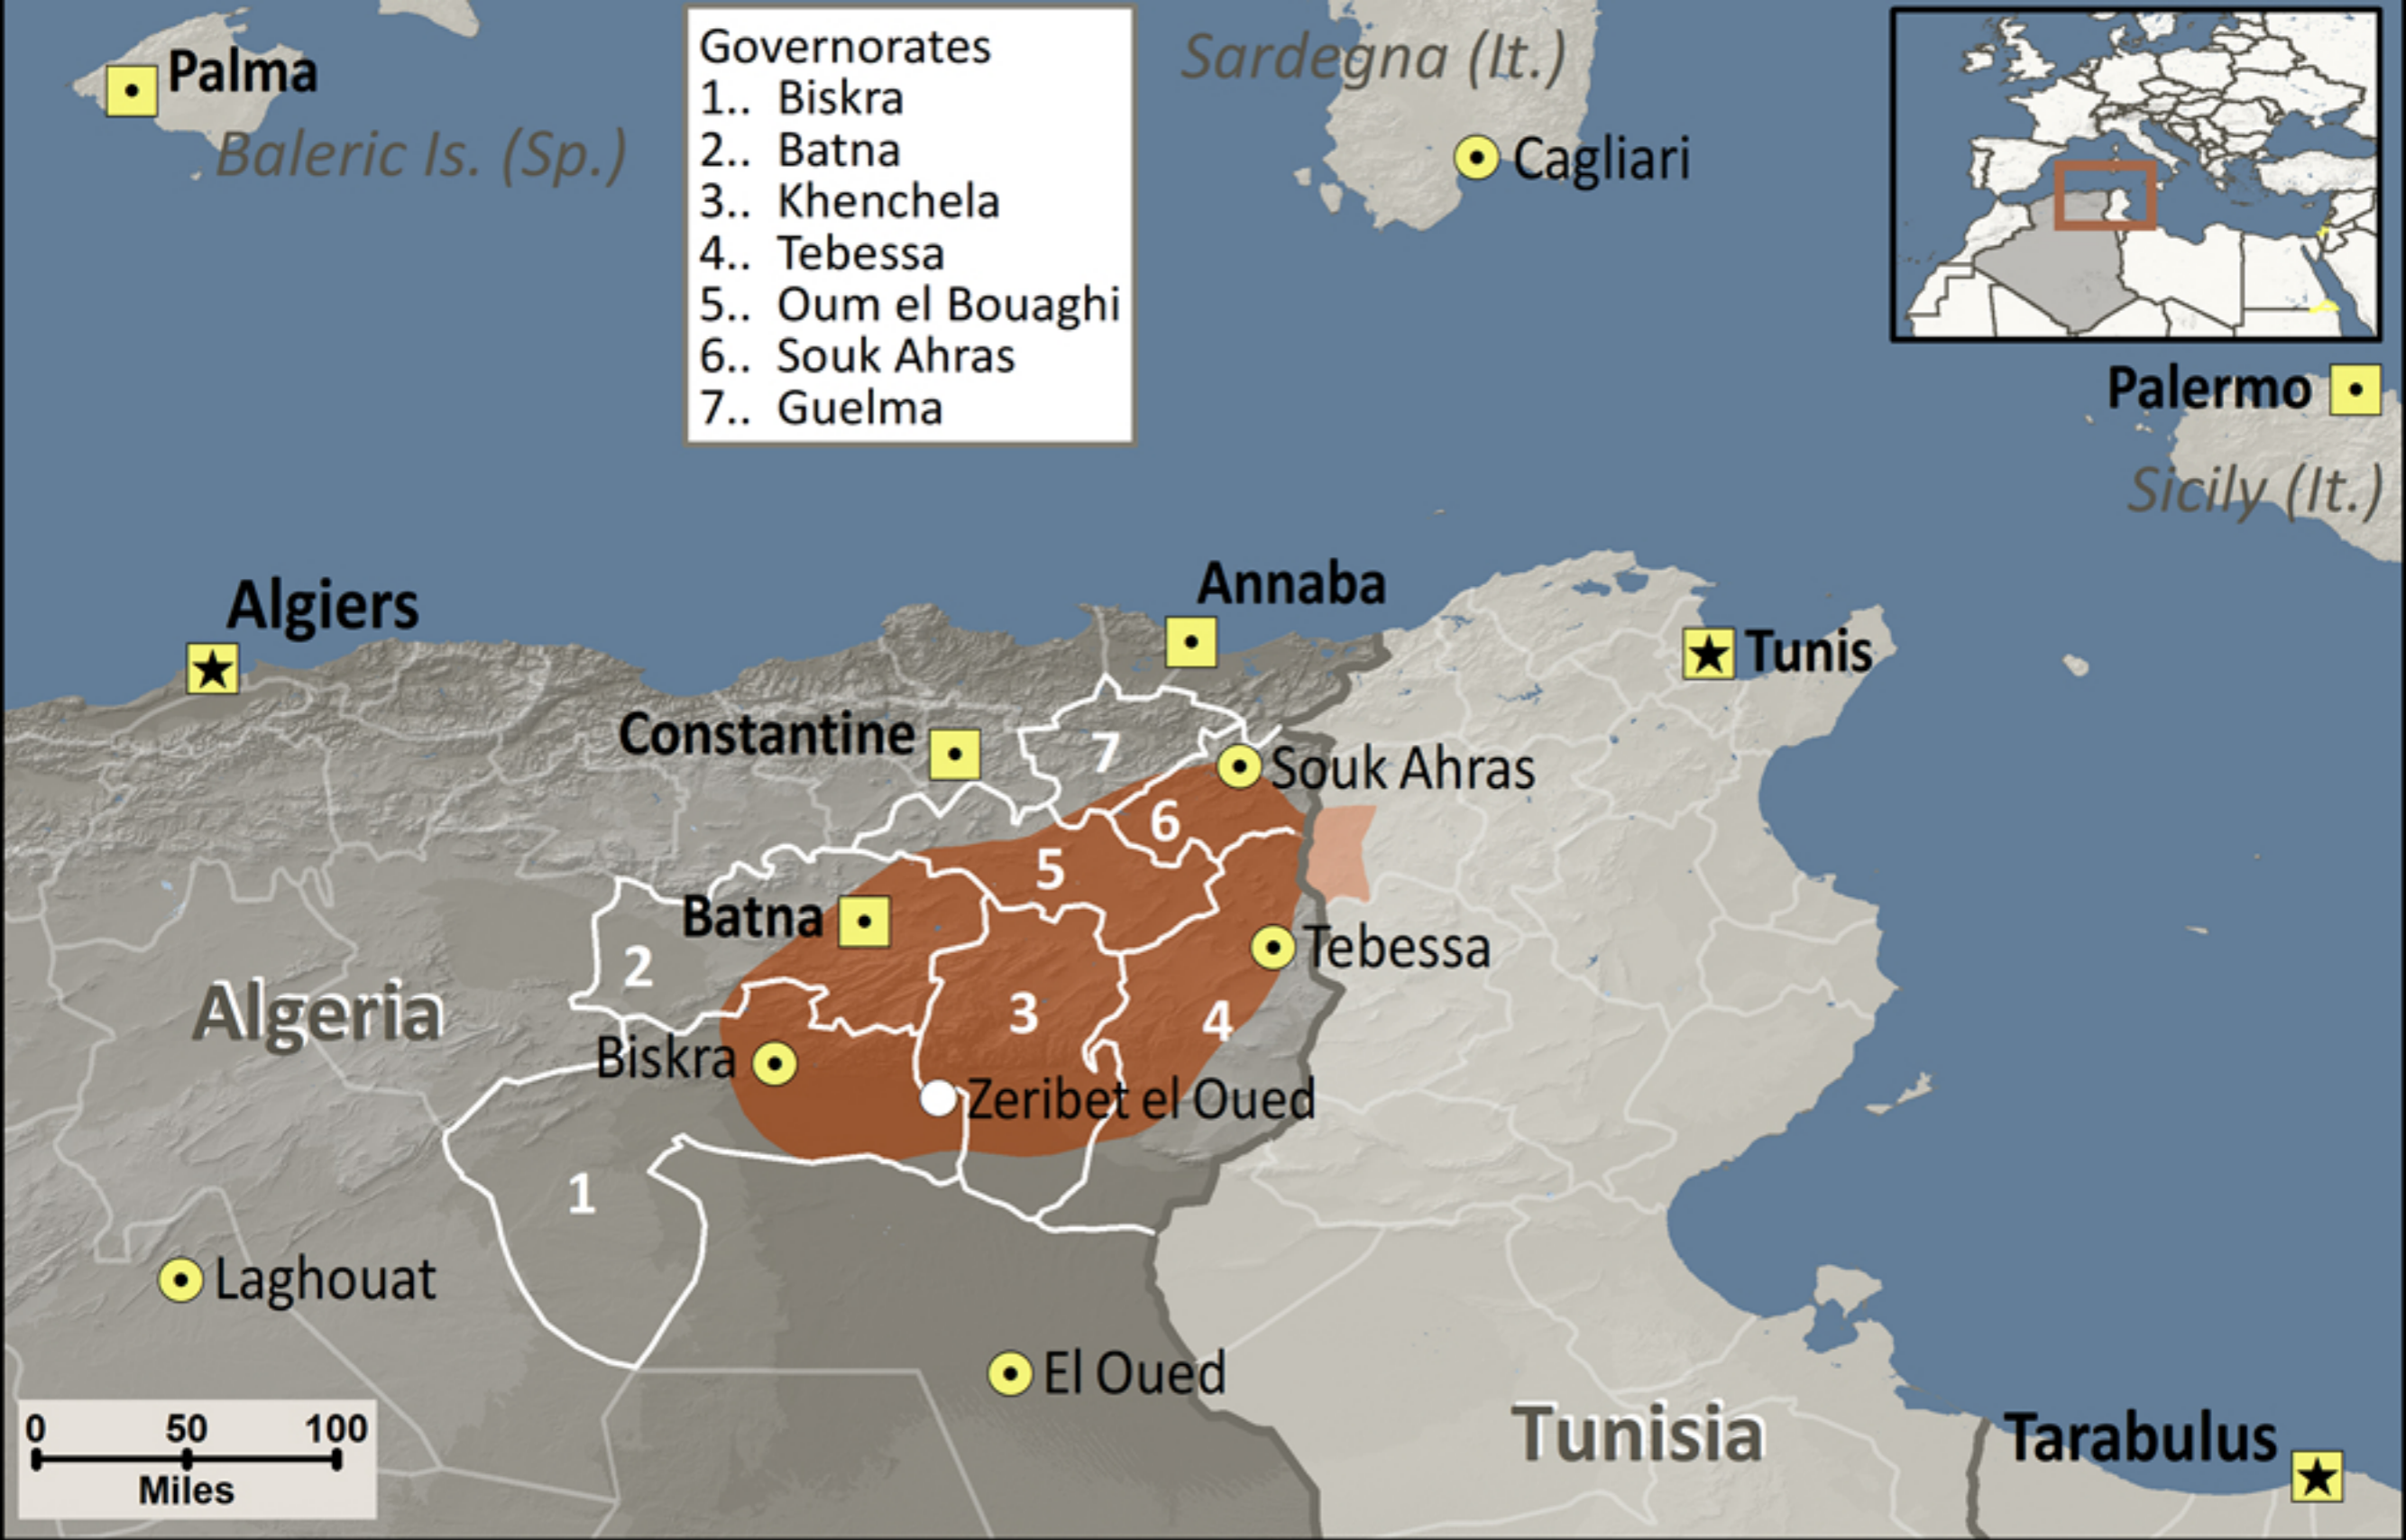 Palma
Baleric Is. (Sp.)
Governorates
1.. Biskra
2.. Batna
3.. Khenchela
4.. Tebessa
5.. Oum el Bouaghi
6.. Souk Ahras
7.. Guelma
Sardegna (It.)
Cagliari
Palermo
Sicily (It.)
Algiers
Annaba
Tunis
Constantine
7
Souk Ahras
6
5
Batna
Tebessa
2
Algeria
3
4
Biskra
Zeribet el Oued
1
Laghouat
El Oued
Tunisia
Tarabulus
0 50 100
Miles